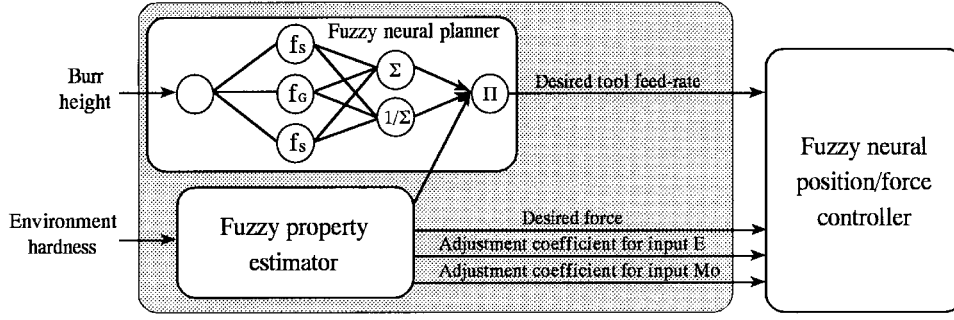 Fuzzy neural planner
Burr
height
fS
fG
fS
Σ
1/Σ
Π
Desired tool feed-rate
Fuzzy neural
position/force
controller
Environment
hardness
Fuzzy property
estimator
Desired force
Adjustment coefficient for input E
Adjustment coefficient for input Mo